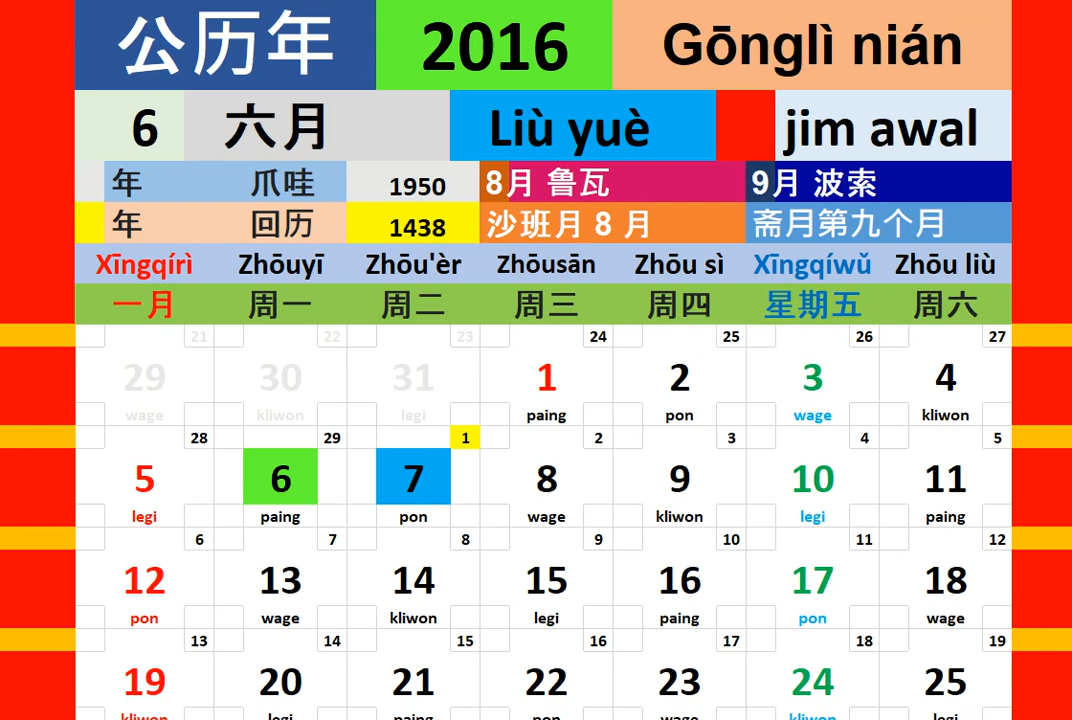 公历年 2016 Gōnglì nián
6 六月 Liù yuè jim awal
年 爪哇 1950 8月 鲁瓦 9月 波索
年 回历 1438 沙班月 8 月 斋月第九个月
Xīngqírì Zhōuyī Zhōu'èr Zhōusān Zhōu sì Xīngqíwǔ Zhōu liù
一月 周一 周二 周三 周四 星期五 周六
21 22 23 24 25 26 27
29 30 31 1 2 3 4
wage kliwon legi paing pon wage kliwon
28 29 1 2 3 4 5
5 6 7 8 9 10 11
legi paing pon wage kliwon legi paing
6 7 8 9 10 11 12
12 13 14 15 16 17 18
pon wage kliwon legi paing pon wage
13 14 15 16 17 18 19
19 20 21 22 23 24 25
kliwon legi paing pon wage kliwon legi